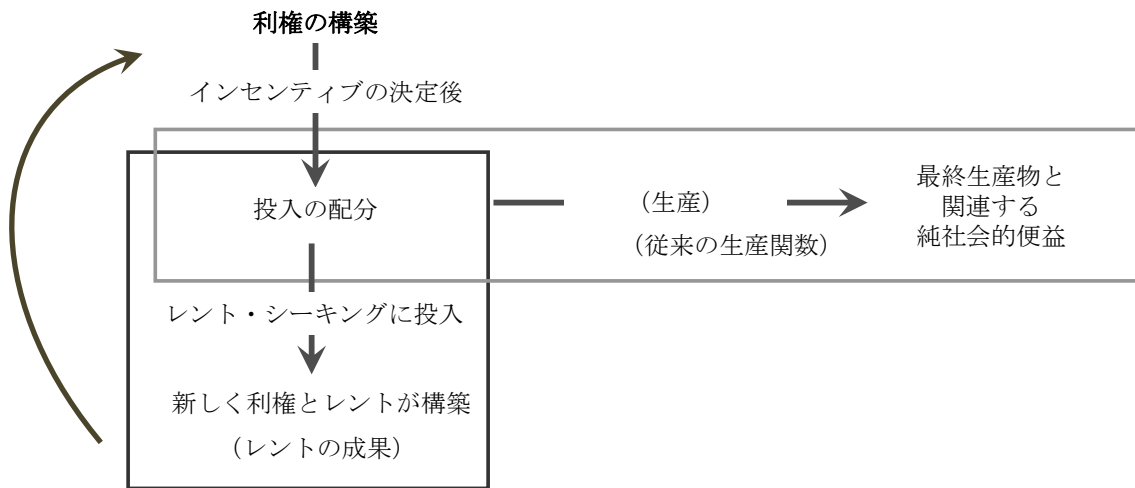 利権の構築
インセンティブの決定後
投入の配分
（生産）
（従来の生産関数）
最終生産物と
関連する
純社会的便益
レント・シーキングに投入
新しく利権とレントが構築
（レントの成果）